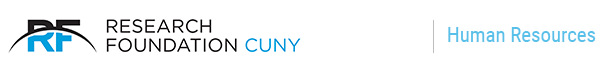 RF RESEARCH
FOUNDATION CUNY
Human Resources